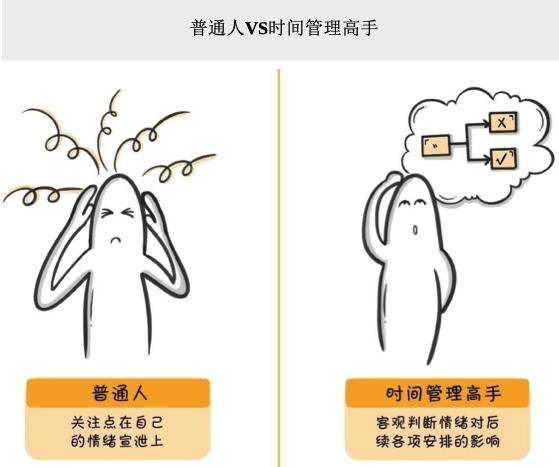 普通人VS时间管理高手
普通人
关注点在自己
的情绪宣泄上
时间管理高手
客观判断情绪对后
续各项安排的影响